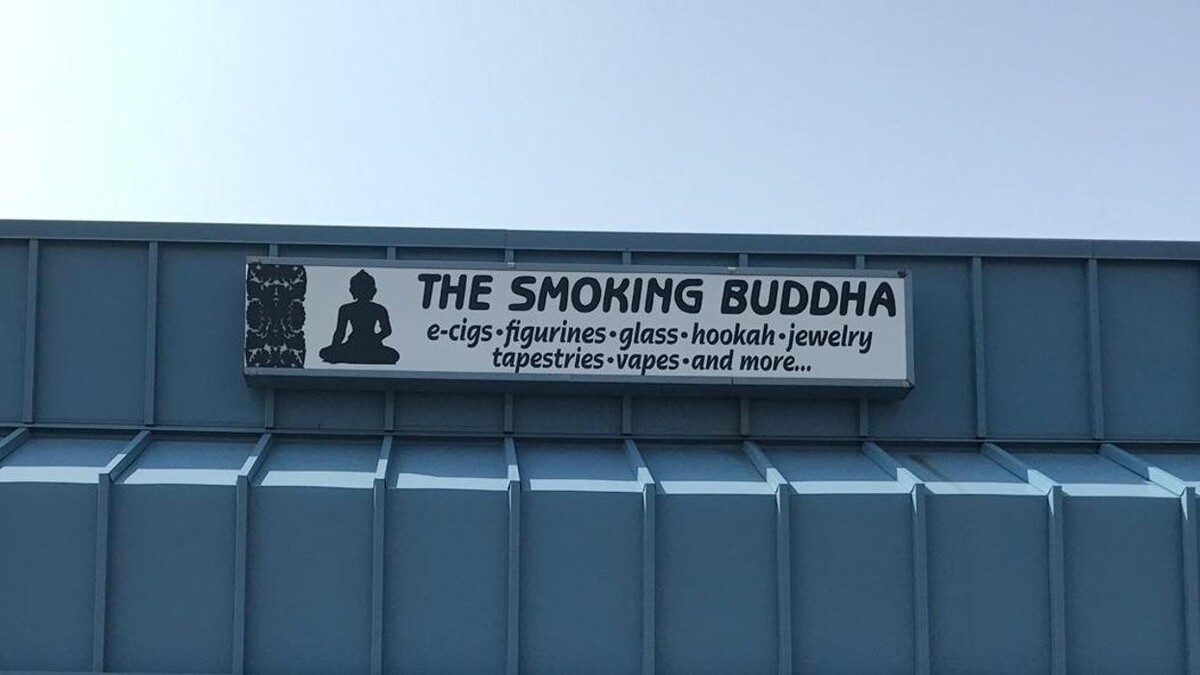 THE SMOKING BUDDHA
e-cigs•figurines•glass•hookah•jewelry
tapestries•vapes•and more...